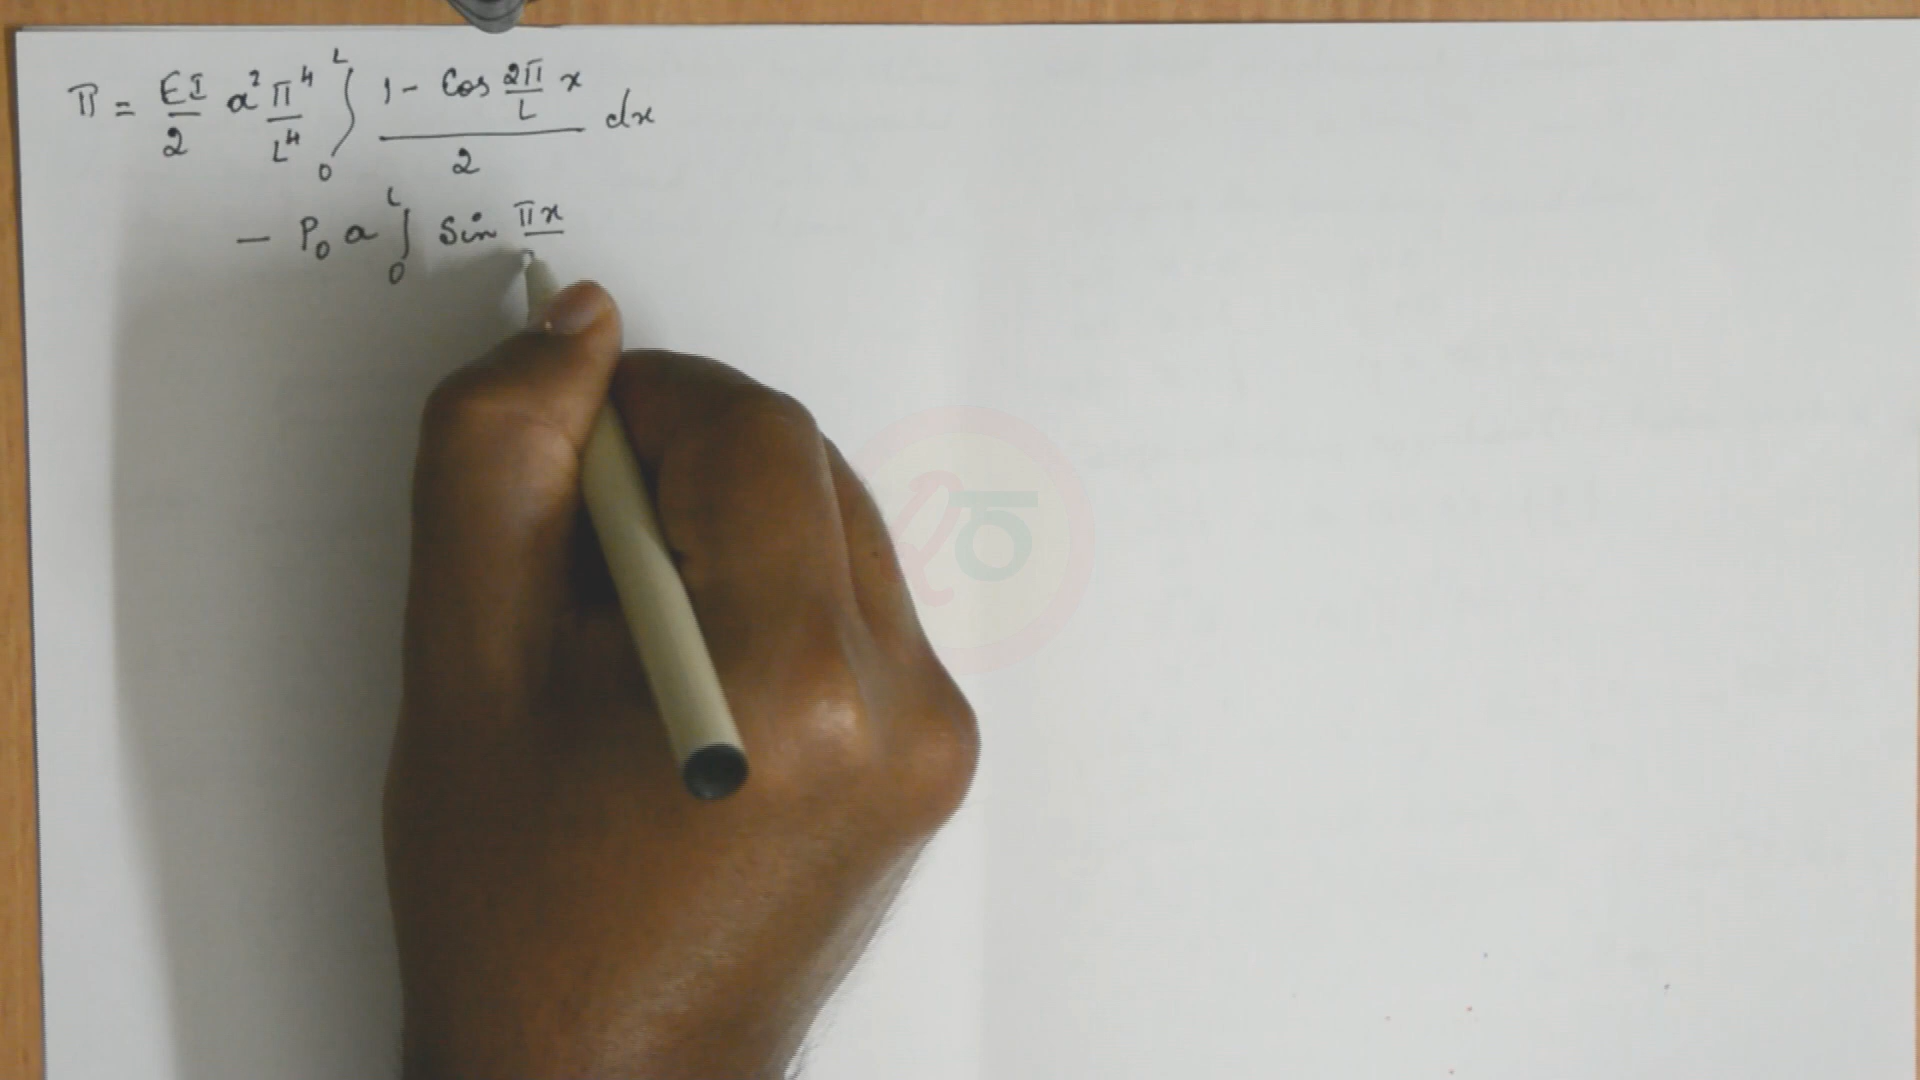 Π = EI/2 a² Π⁴/L⁴ ∫₀ᴸ (1 - Cos 2Π/L x)/2 dx
- P₀ a ∫₀ᴸ Sin Πx